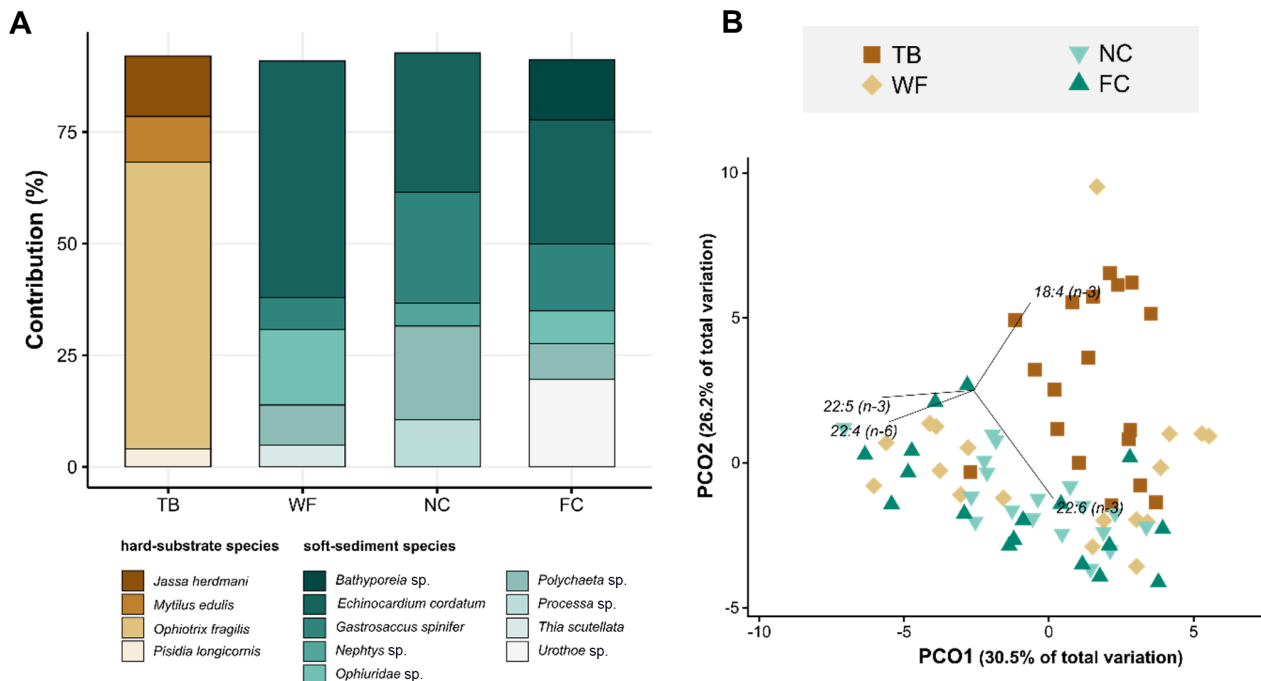 A
Contribution (%)
75
50
25
0
TB
WF
NC
FC
hard-substrate species
Jassa herdmani
Mytilus edulis
Ophiotrix fragilis
Pisidia longicornis
soft-sediment species
Bathyporeia sp.
Echinocardium cordatum
Gastrosaccus spinifer
Nephtys sp.
Ophiuridae sp.
Polychaeta sp.
Processa sp.
Thia scutellata
Urothoe sp.
B
TB
WF
NC
FC
PCO2 (26.2% of total variation)
10
5
0
-5
18:4 (n-3)
22:5 (n-3)
22:4 (n-6)
22:6 (n-3)
-10
-5
0
5
PCO1 (30.5% of total variation)